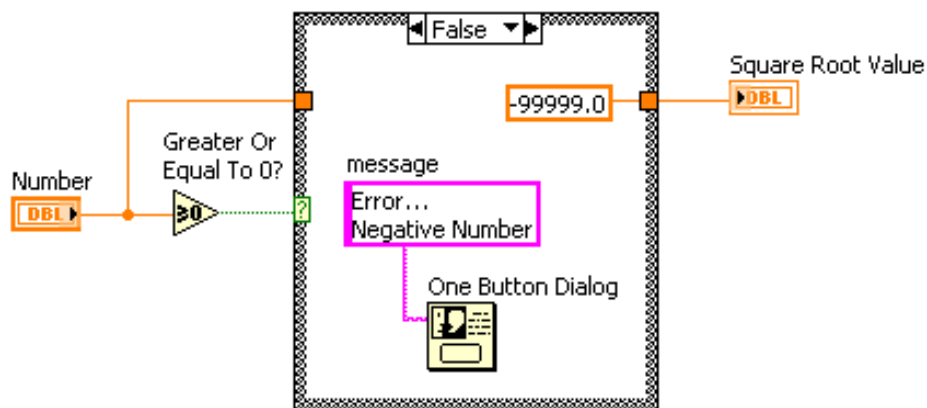 False
Square Root Value
-99999.0
DBL
Greater Or
Equal To 0?
message
Number
Error...
DBL
≥0
?
Negative Number
One Button Dialog